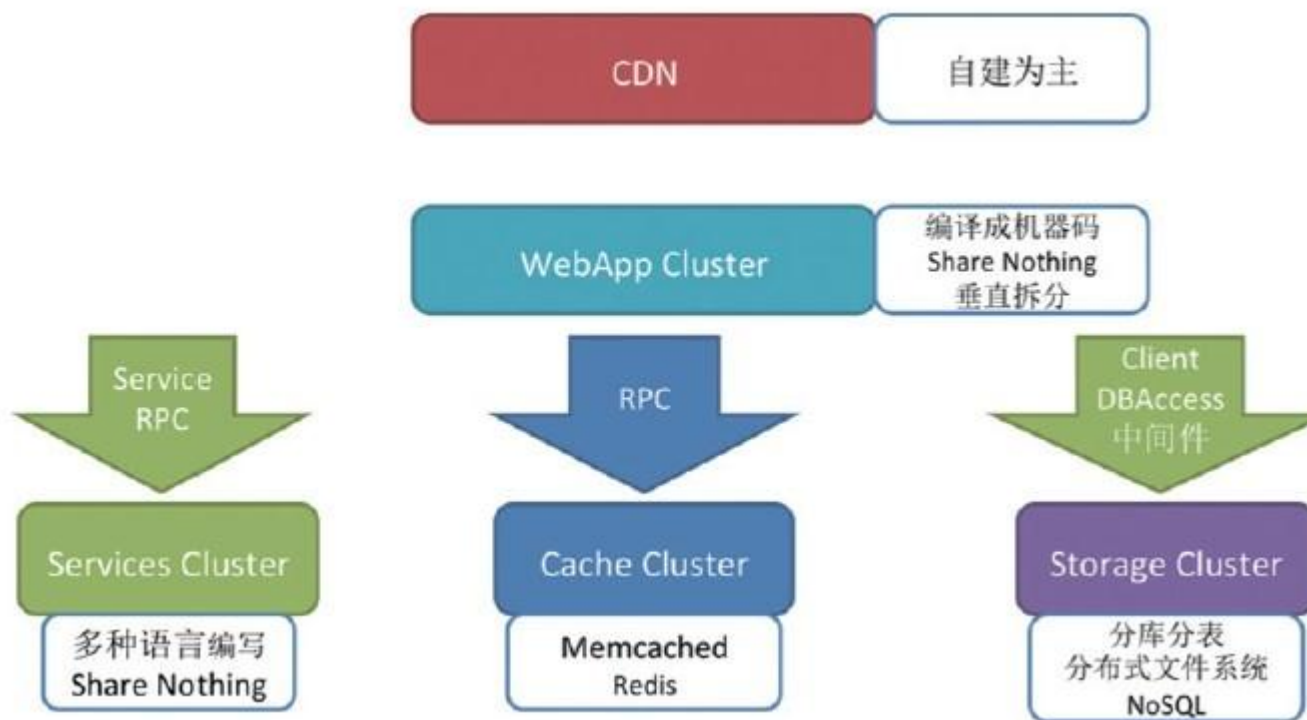 CDN
自建为主
WebApp Cluster
编译成机器码
Share Nothing
垂直拆分
Service
RPC
RPC
Client
DBAccess
中间件
Services Cluster
多种语言编写
Share Nothing
Cache Cluster
Memcached
Redis
Storage Cluster
分库分表
分布式文件系统
NoSQL